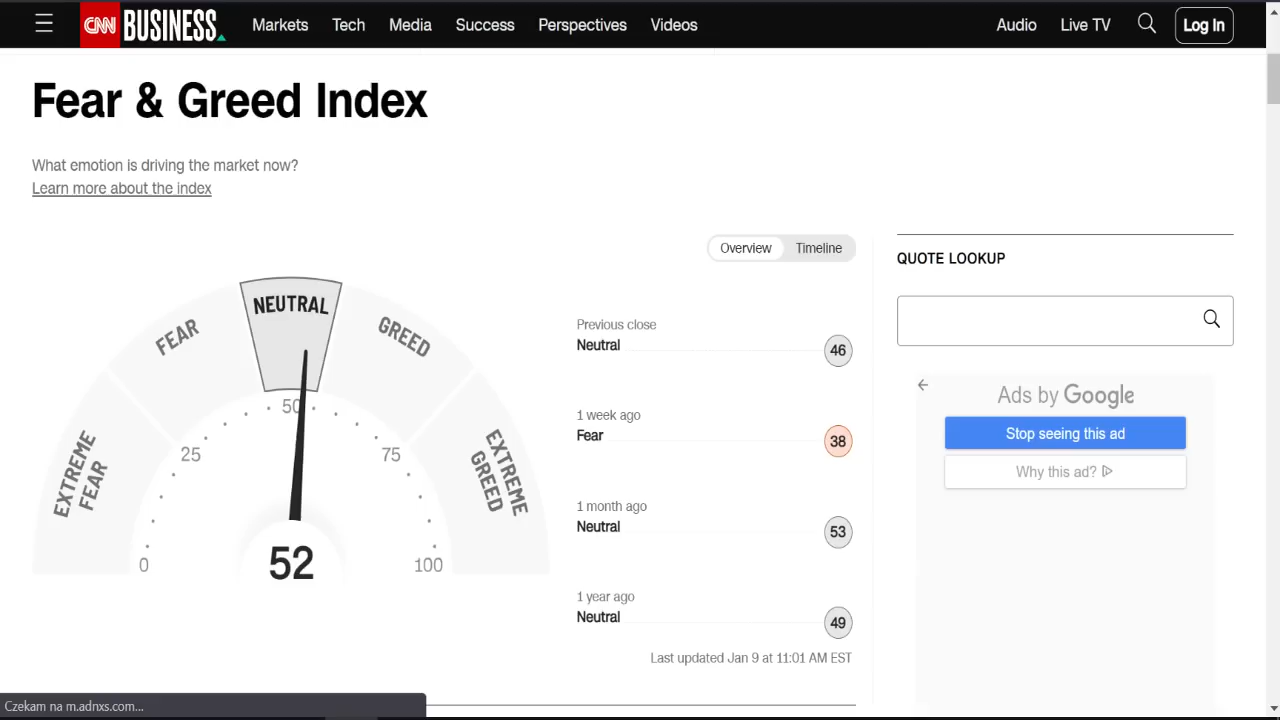 CNN BUSINESS Markets Tech Media Success Perspectives Videos Audio Live TV Log In
Fear & Greed Index
What emotion is driving the market now?
Learn more about the index
Overview Timeline
EXTREME FEAR
FEAR
NEUTRAL
GREED
EXTREME GREED
0
25
50
75
100
52
Previous close
Neutral 46
1 week ago
Fear 38
1 month ago
Neutral 53
1 year ago
Neutral 49
Last updated Jan 9 at 11:01 AM EST
QUOTE LOOKUP
Ads by Google
Stop seeing this ad
Why this ad?
Czekam na m.adnxs.com...